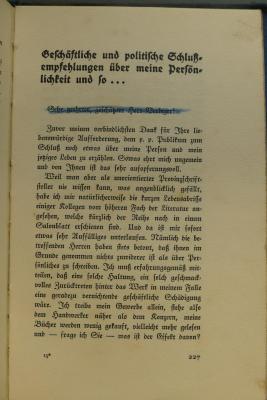 Geschäftliche und politische Schluß-
empfehlungen über meine Persön-
lichkeit und so ...
Sehr geehrter, geschätzter Herr Verleger!
Zuvor meinen verbindlichsten Dank für Ihre lie-
benswürdige Aufforderung, dem p. p. Publikum zum
Schluß noch etwas über meine Person und mein
jetziges Leben zu erzählen. Sowas ehrt mich ungemein
und von Ihnen ist das sehr aufopferungsvoll.
Weil man aber als unorientierter Provinzschrift-
steller nie wissen kann, was augenblicklich gefällt,
habe ich mir natürlicherweise die kurzen Lebensabrisse
einiger Kollegen vom höheren Fach der Literatur an-
gesehen, welche kürzlich der Reihe nach in einem
Saleublatt erschienen sind. Und da ist mir sofort
etwas sehr Auffälliges untergelaufen. Nämlich die be-
treffenden Herren haben stets betont, daß ihnen im
Grunde genommen nichts zuwiderer ist als über Per-
sönliches zu schreiben. Ich muß erfahrungsgemäß mit-
teilen, daß eine solche Haltung, ein solch geschmack-
volles Zurücktreten hinter das Werk in meinem Falle
eine geradezu vernichtende geschäftliche Schädigung
wäre. Ich treibe mein Gewerbe allein, stehe also
dem Handwerker näher als dem Konzern, meine
Bücher werden wenig gekauft, vielleicht mehr gelesen
und — frage ich Sie — was ist der Effekt davon?
15*
227